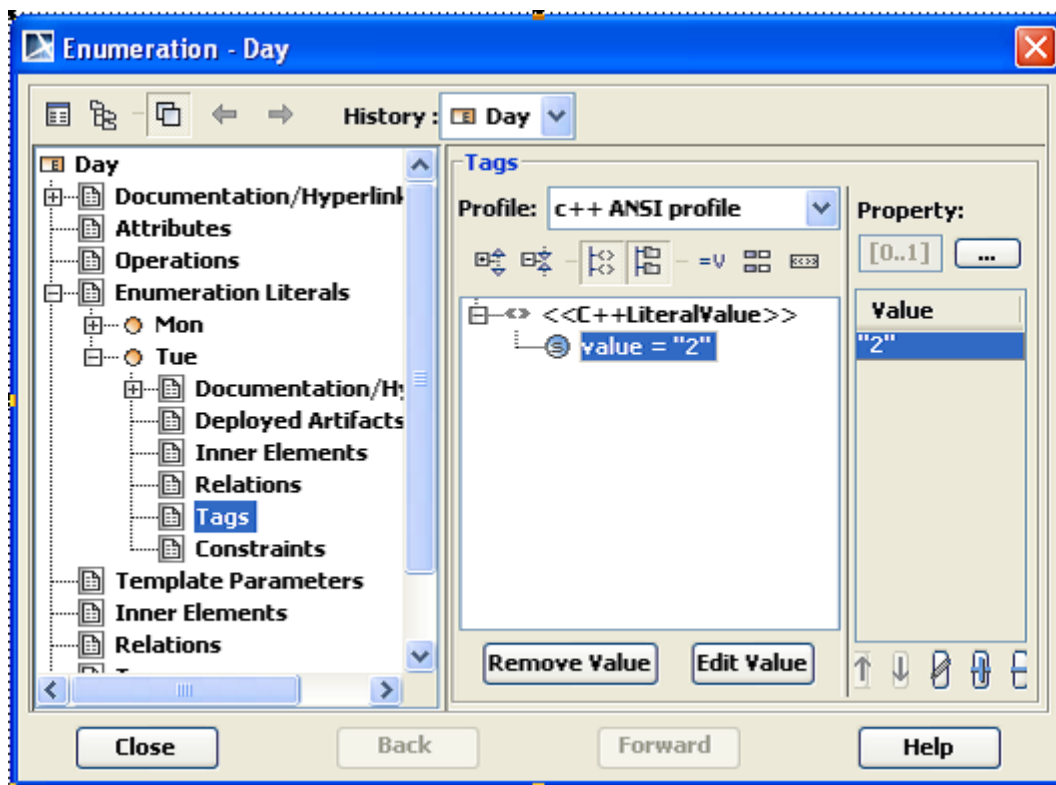 Enumeration - Day
History : Day
Day
Documentation/Hyperlink
Attributes
Operations
Enumeration Literals
Mon
Tue
Documentation/Hy
Deployed Artifacts
Inner Elements
Relations
Tags
Constraints
Template Parameters
Inner Elements
Relations
Tags
Profile: c++ ANSI profile
=V
<<C++LiteralValue>>
value = "2"
Remove Value Edit Value
Property:
[0..1] ...
Value
"2"
Close Back Forward Help